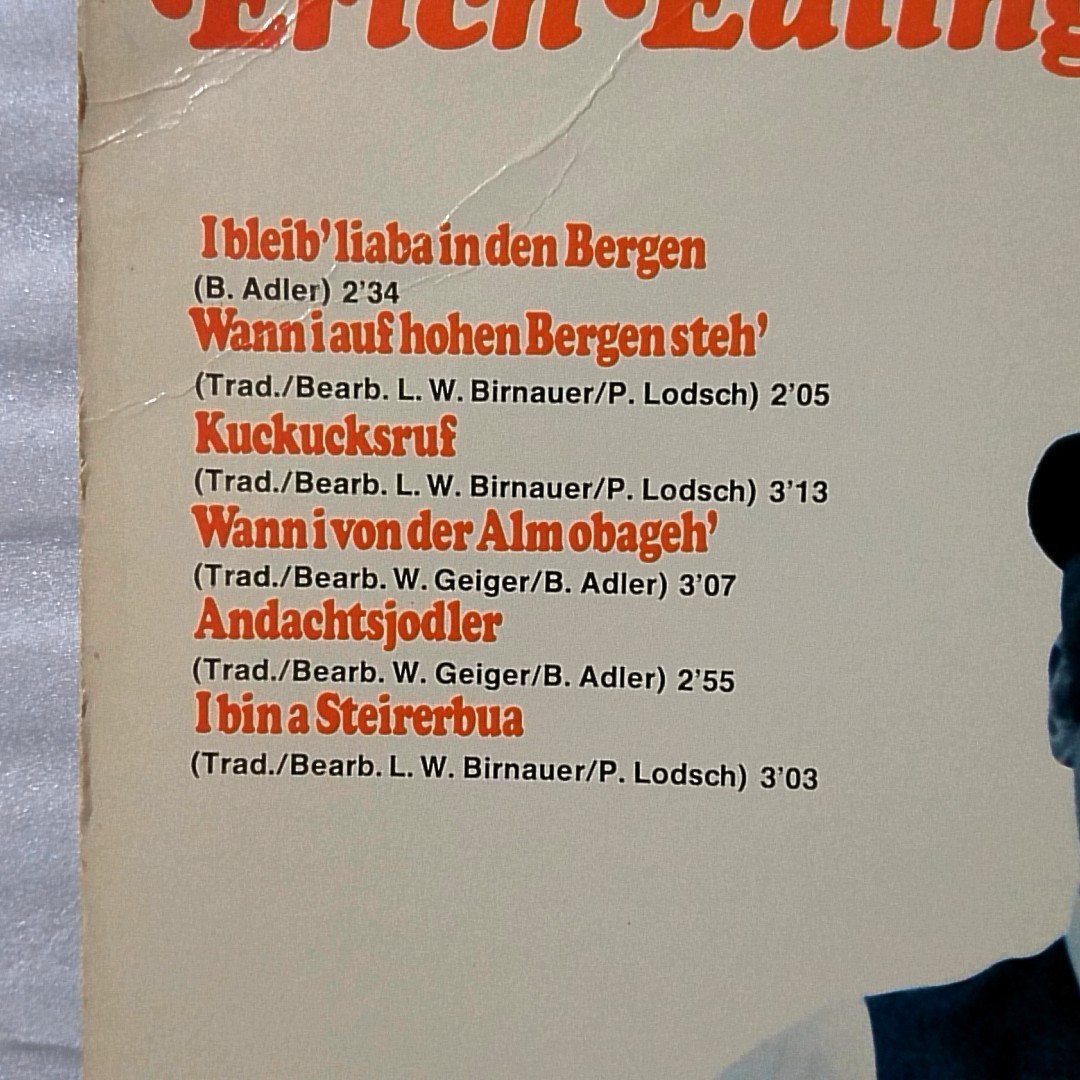 Erich
I bleib' liaba in den Bergen
(B. Adler) 2'34
Wann i auf hohen Bergen steh'
(Trad./Bearb. L. W. Birnauer/P. Lodsch) 2'05
Kuckucksruf
(Trad./Bearb. L. W. Birnauer/P. Lodsch) 3'13
Wann i von der Alm obageh'
(Trad./Bearb. W. Geiger/B. Adler) 3'07
Andachtsjodler
(Trad./Bearb. W. Geiger/B. Adler) 2'55
I bin a Steirerbua
(Trad./Bearb. L. W. Birnauer/P. Lodsch) 3'03